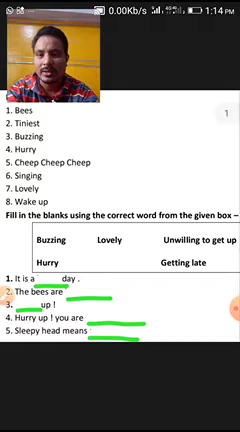 0.00Kb/s 1:14 PM
1
1. Bees
2. Tiniest
3. Buzzing
4. Hurry
5. Cheep Cheep Cheep
6. Singing
7. Lovely
8. Wake up
Fill in the blanks using the correct word from the given box –
Buzzing Lovely Unwilling to get up
Hurry Getting late
1. It is a day .
2. The bees are
3. up !
4. Hurry up ! you are
5. Sleepy head means